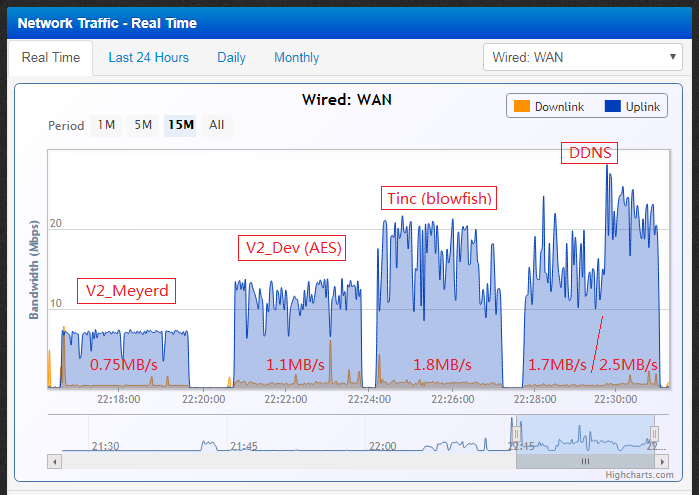 Network Traffic - Real Time
Real Time Last 24 Hours Daily Monthly Wired: WAN
Wired: WAN
Downlink Uplink
Period 1M 5M 15M All
DDNS
Tinc (blowfish)
V2_Dev (AES)
V2_Meyerd
Bandwidth (Mbps)
20
10
0.75MB/s 1.1MB/s 1.8MB/s 1.7MB/s 2.5MB/s
22:18:00 22:20:00 22:22:00 22:24:00 22:26:00 22:28:00 22:30:00
21:30 21:45 22:00 22:15 22...
Highcharts.com